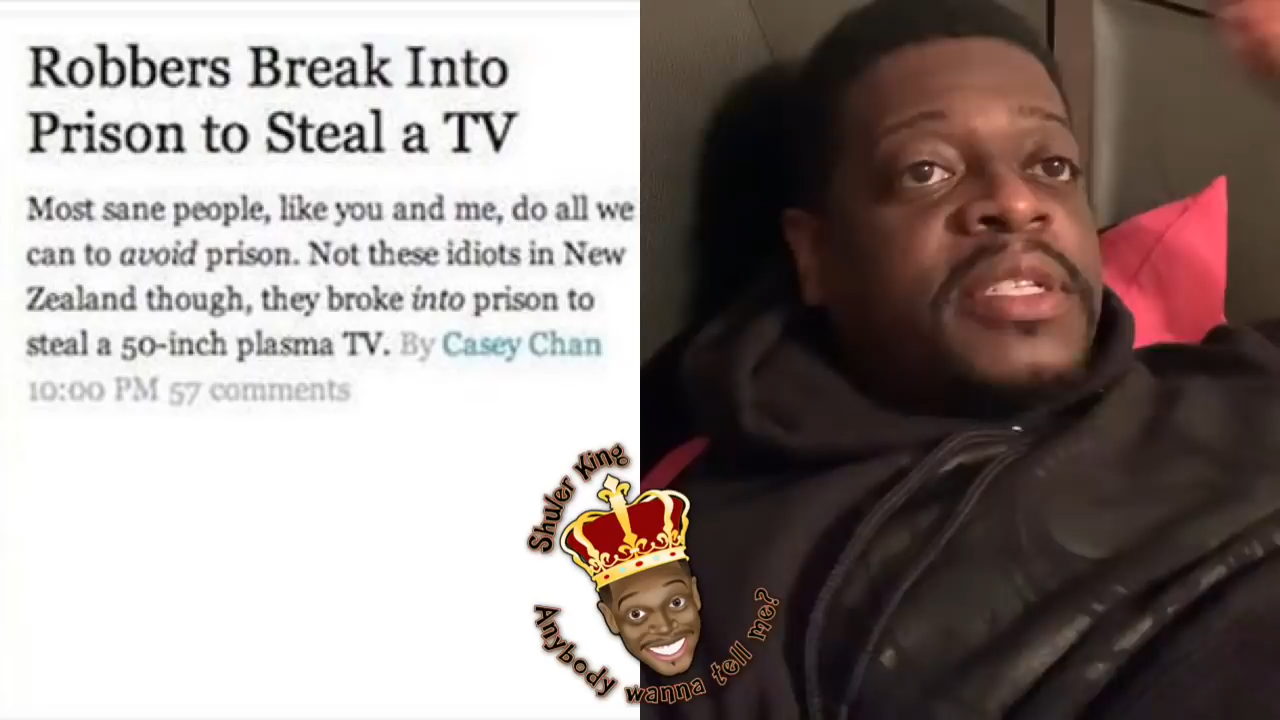 Robbers Break Into
Prison to Steal a TV
Most sane people, like you and me, do all we
can to avoid prison. Not these idiots in New
Zealand though, they broke into prison to
steal a 50-inch plasma TV. By Casey Chan
10:00 PM 57 comments
Shuler King
Anybody wanna tell me?